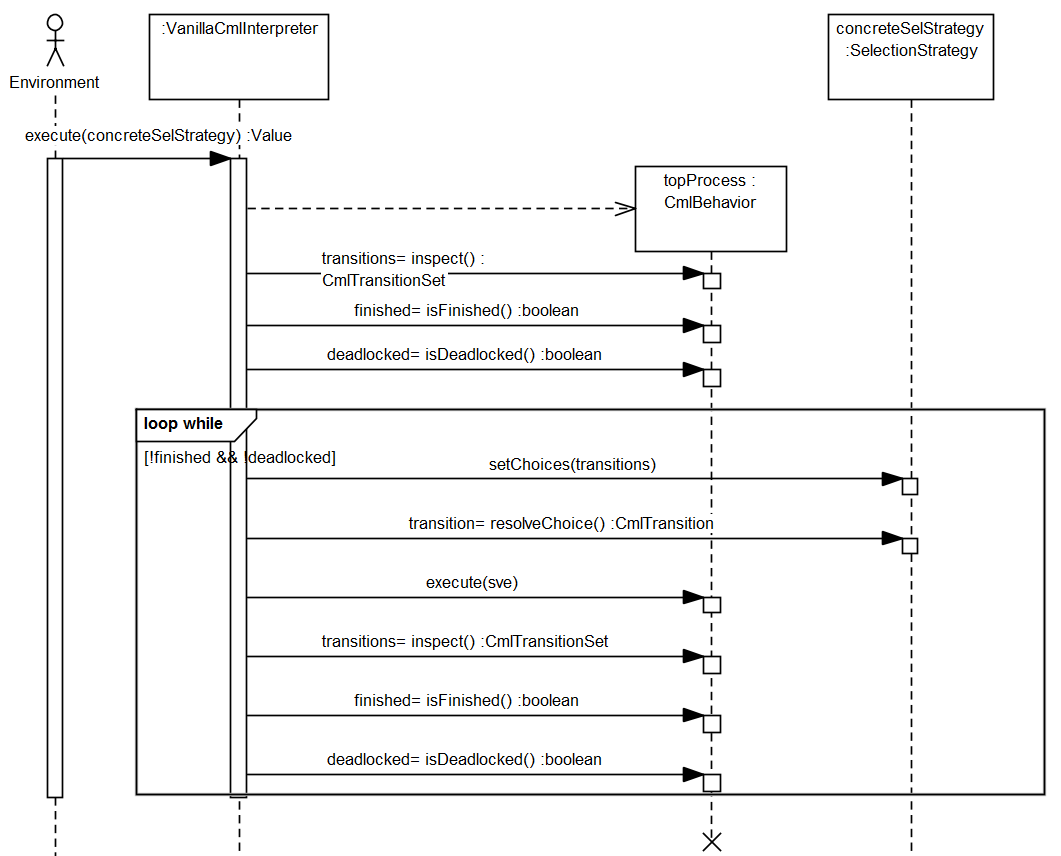 :VanillaCmlInterpreter
concreteSelStrategy
:SelectionStrategy
Environment
execute(concreteSelStrategy) :Value
topProcess :
CmlBehavior
transitions= inspect() :
CmlTransitionSet
finished= isFinished() :boolean
deadlocked= isDeadlocked() :boolean
loop while
[!finished && !deadlocked]
setChoices(transitions)
transition= resolveChoice() :CmlTransition
execute(sve)
transitions= inspect() :CmlTransitionSet
finished= isFinished() :boolean
deadlocked= isDeadlocked() :boolean